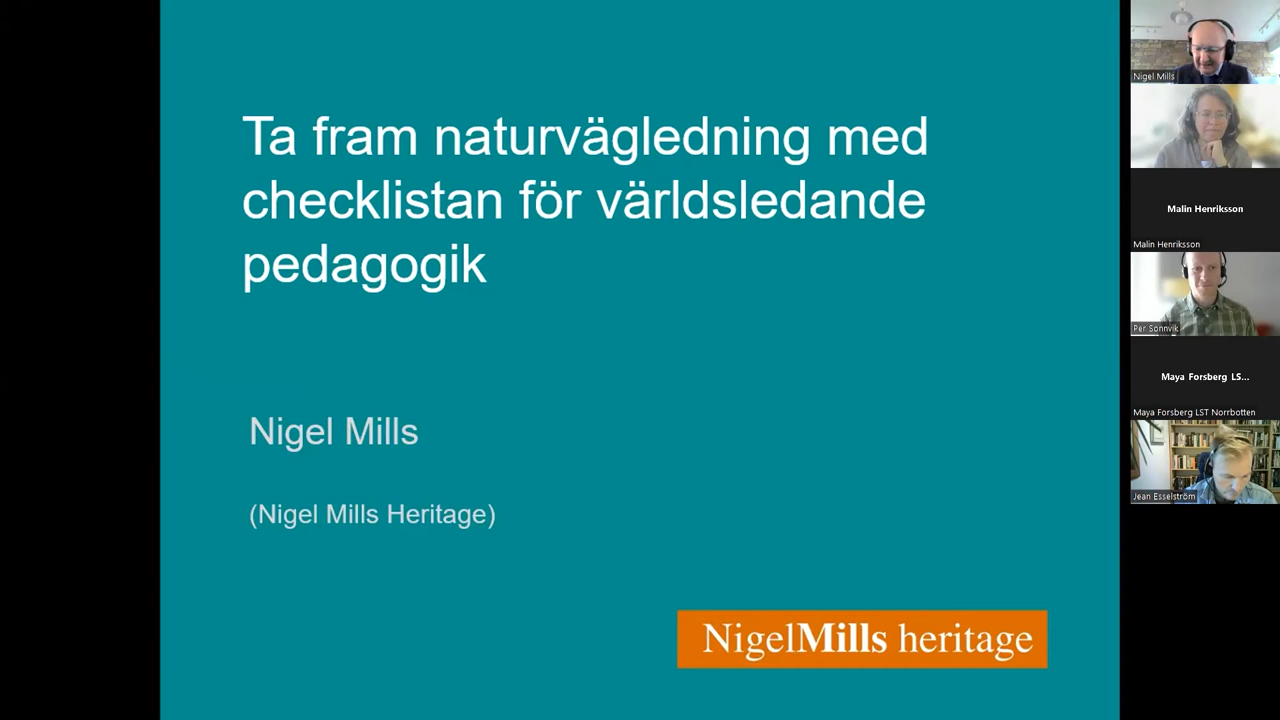 Ta fram naturvägledning med
checklistan för världsledande
pedagogik
Nigel Mills
(Nigel Mills Heritage)
NigelMills heritage
Nigel Mills
Malin Henriksson
Malin Henriksson
Per Sonnvik
Maya Forsberg LS...
Maya Forsberg LST Norrbotten
Jean Esselström